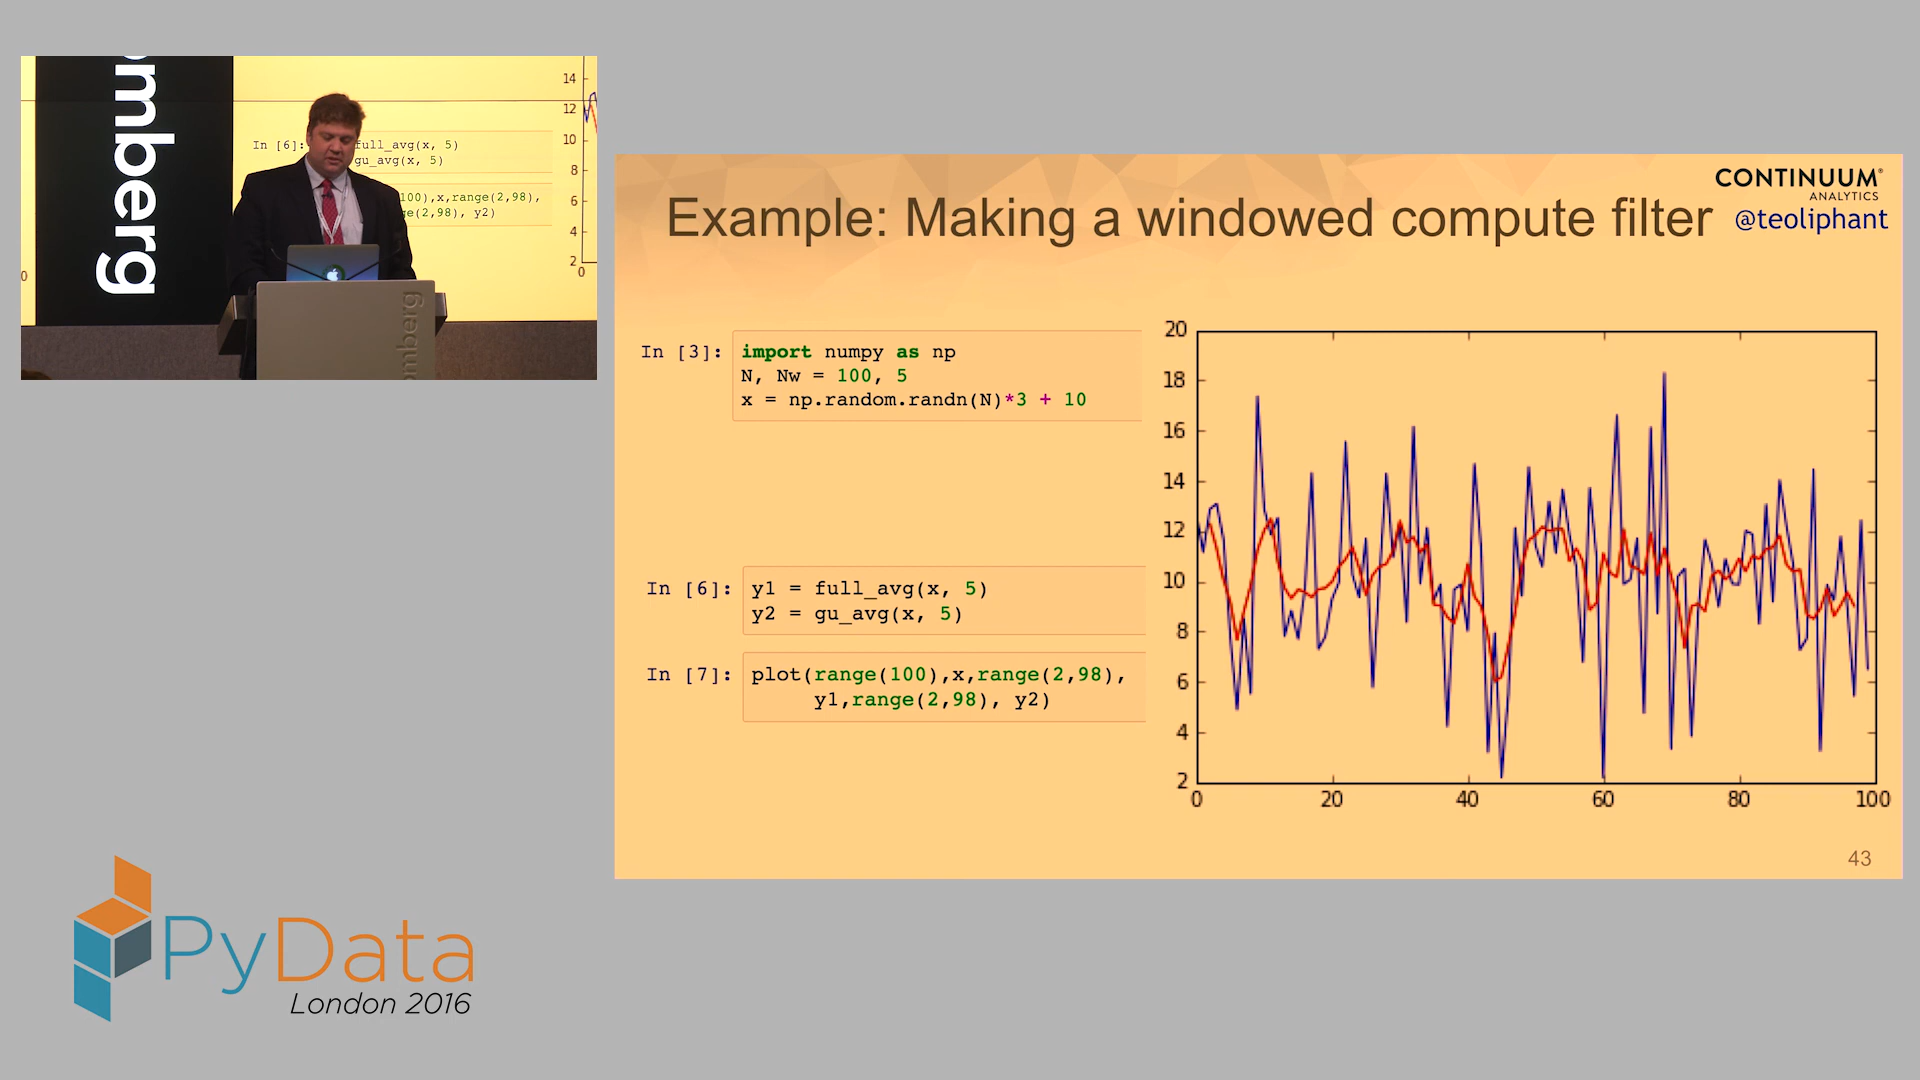 omberg
14
12
10
8
6
4
2
0
0
In [6]: full_avg(x, 5)
gu_avg(x, 5)
100),x,range(2,98),
ge(2,98), y2)
omberg
CONTINUUM®
ANALYTICS
@teoliphant
Example: Making a windowed compute filter
In [3]: import numpy as np
N, Nw = 100, 5
x = np.random.randn(N)*3 + 10
In [6]: y1 = full_avg(x, 5)
y2 = gu_avg(x, 5)
In [7]: plot(range(100),x,range(2,98),
y1,range(2,98), y2)
20
18
16
14
12
10
8
6
4
2
0 20 40 60 80 100
43
PyData
London 2016